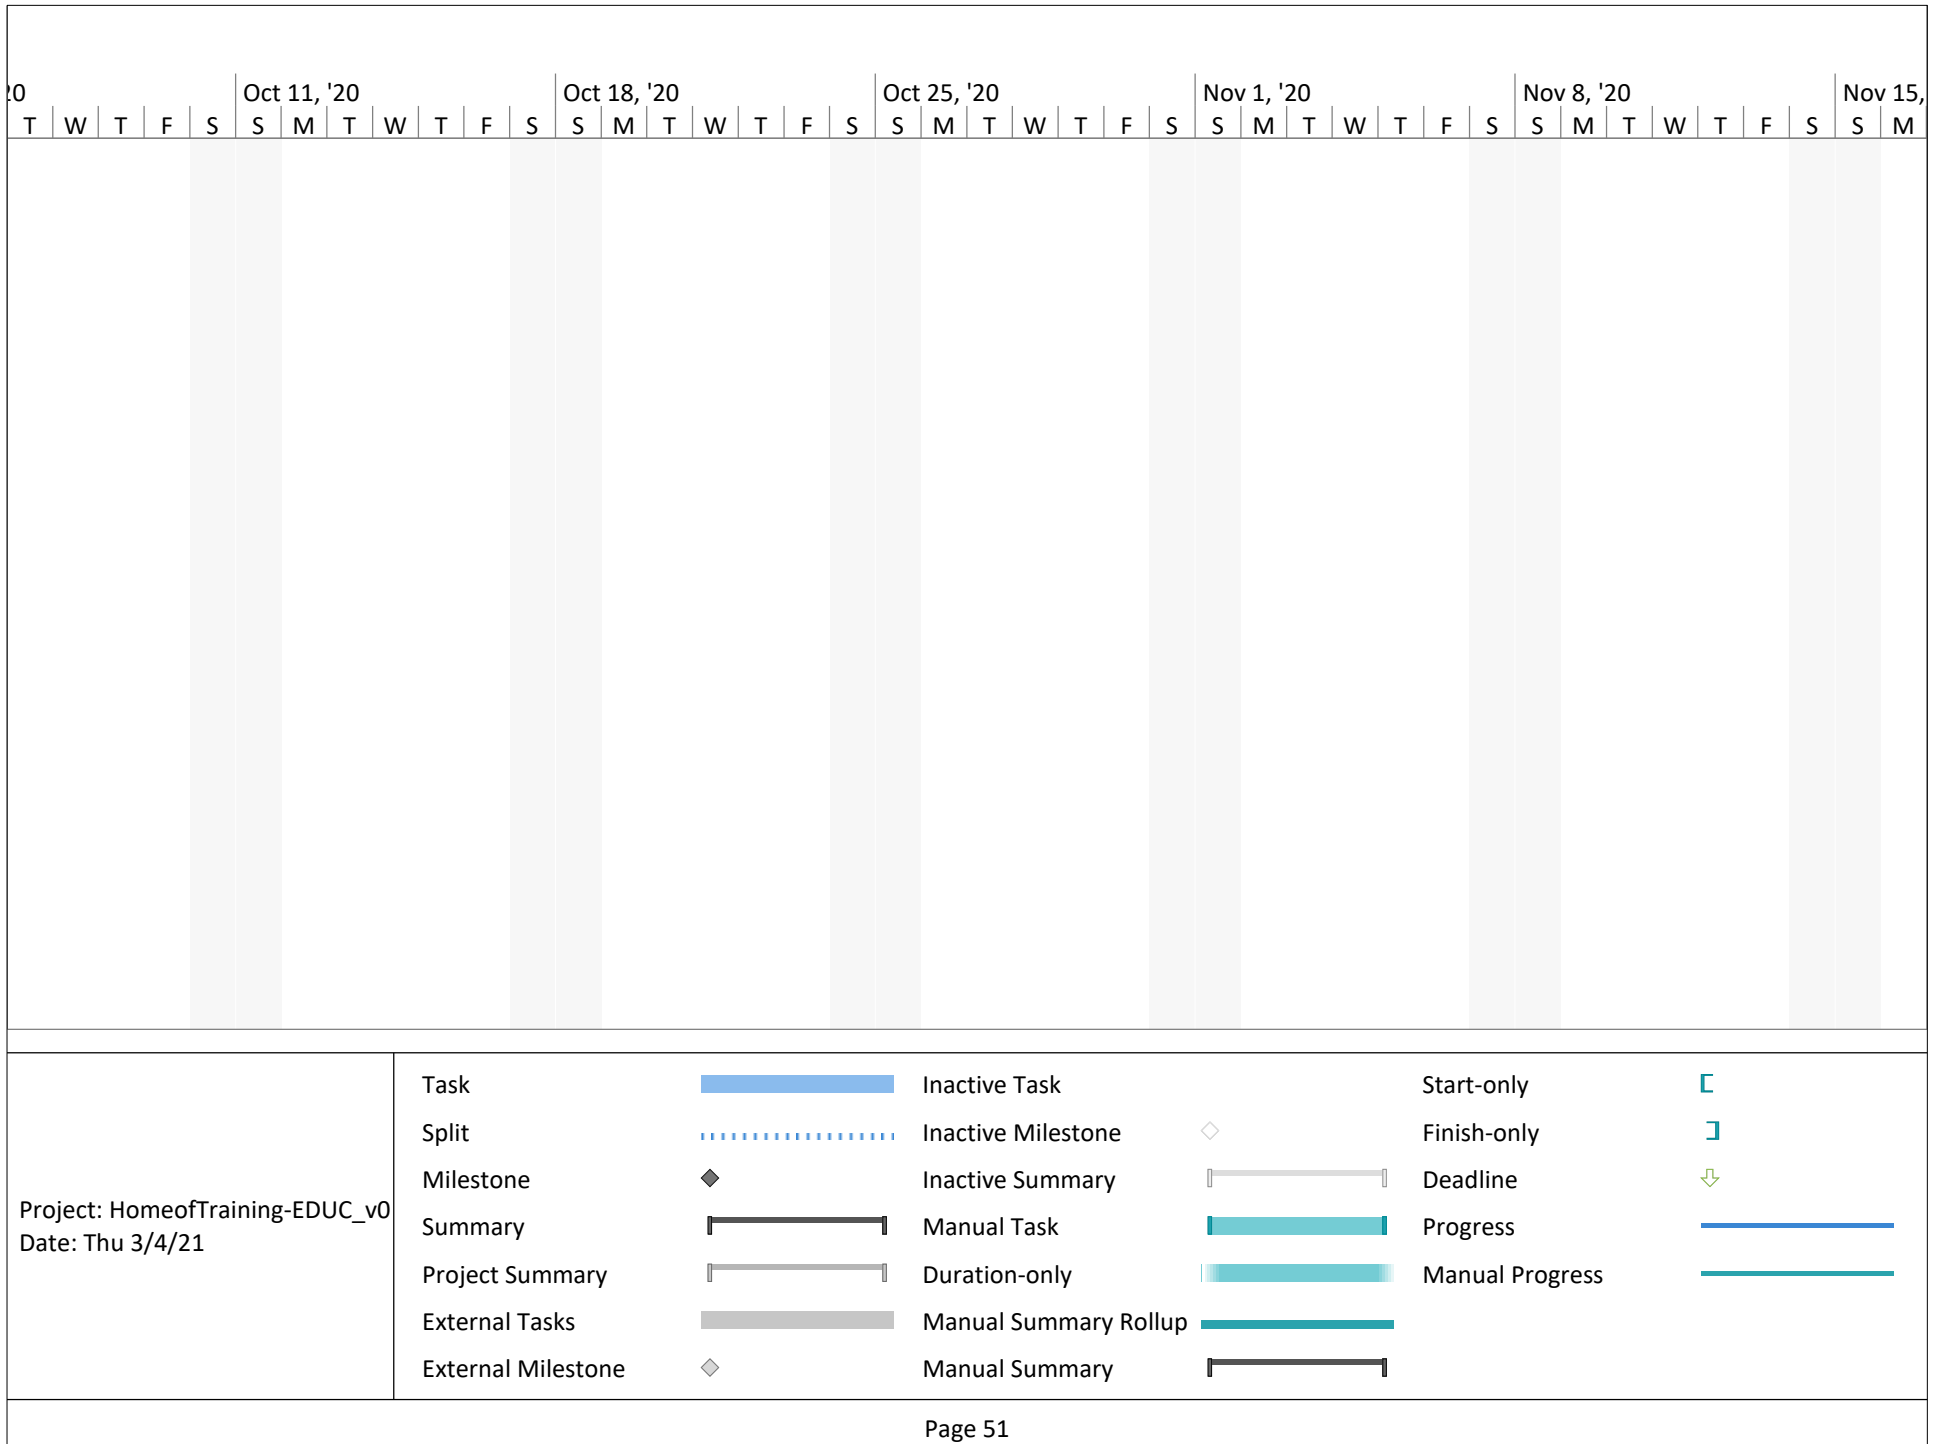 20 Oct 11, '20 Oct 18, '20 Oct 25, '20 Nov 1, '20 Nov 8, '20 Nov 15,
T W T F S S M T W T F S S M T W T F S S M T W T F S S M T W T F S S M T W T F S S M
Project: HomeofTraining-EDUC_v0
Date: Thu 3/4/21
Task
Split
Milestone
Summary
Project Summary
External Tasks
External Milestone
Inactive Task
Inactive Milestone
Inactive Summary
Manual Task
Duration-only
Manual Summary Rollup
Manual Summary
Start-only
Finish-only
Deadline
Progress
Manual Progress
Page 51